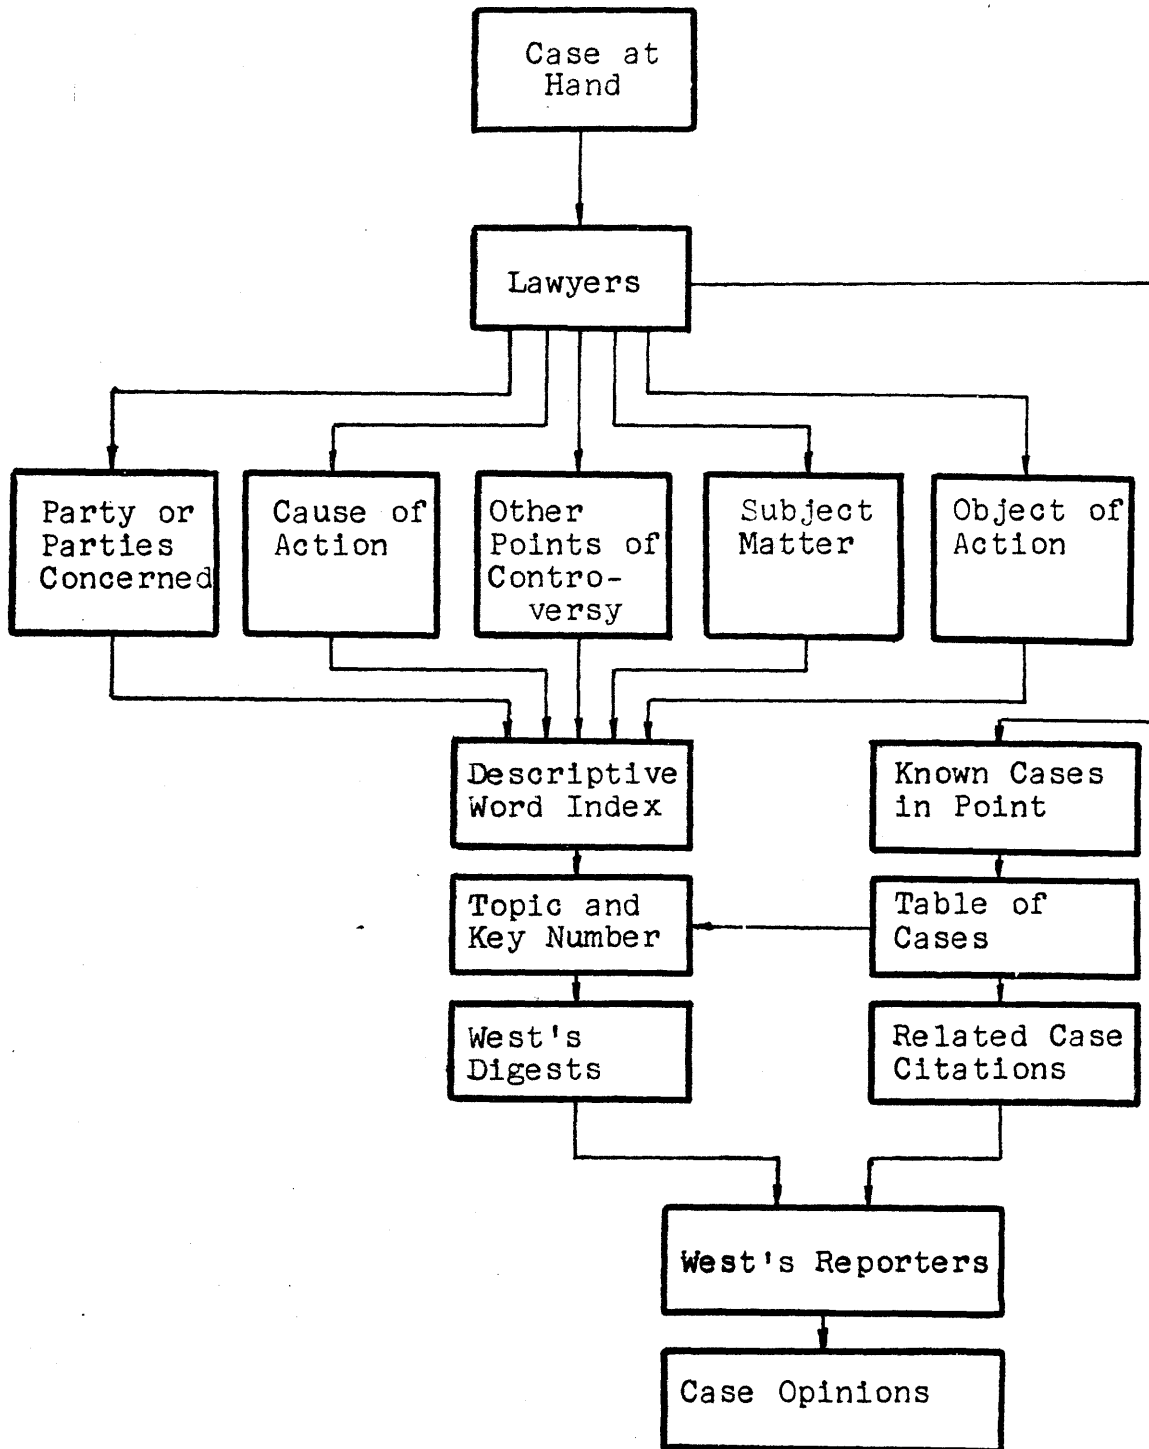 Case at
Hand
Lawyers
Party or
Parties
Concerned
Cause of
Action
Other
Points of
Contro-
versy
Subject
Matter
Object of
Action
Descriptive
Word Index
Known Cases
in Point
Topic and
Key Number
Table of
Cases
West's
Digests
Related Case
Citations
West's Reporters
Case Opinions